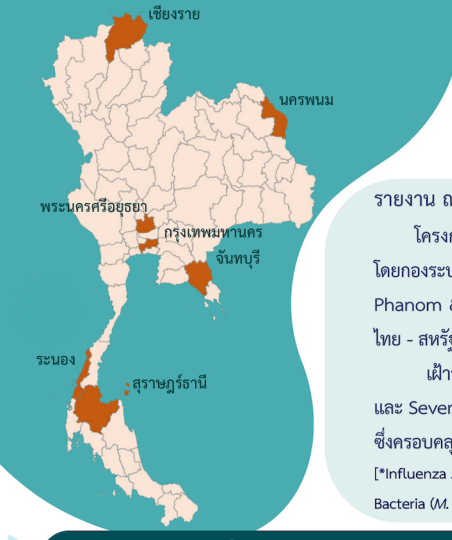 เชียงราย
นครพนม
พระนครศรีอยุธยา
กรุงเทพมหานคร
จันทบุรี
ระนอง
สุราษฎร์ธานี
รายงาน ณ
โครงก
โดยกองระบ
Phanom &
ไทย - สหรัฐ
เฝ้าร
และ Sever
ซึ่งครอบคลุ
[*Influenza
Bacteria (M.